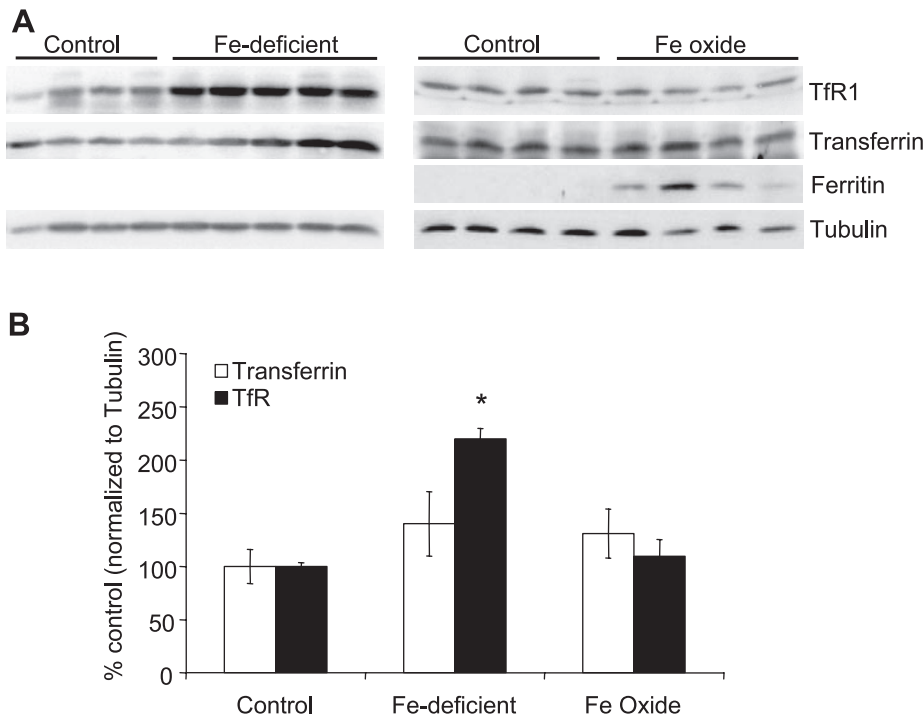 A
Control Fe-deficient Control Fe oxide
TfR1
Transferrin
Ferritin
Tubulin
B
% control (normalized to Tubulin)
300
250
200
150
100
50
0
Transferrin
TfR
*
Control Fe-deficient Fe Oxide